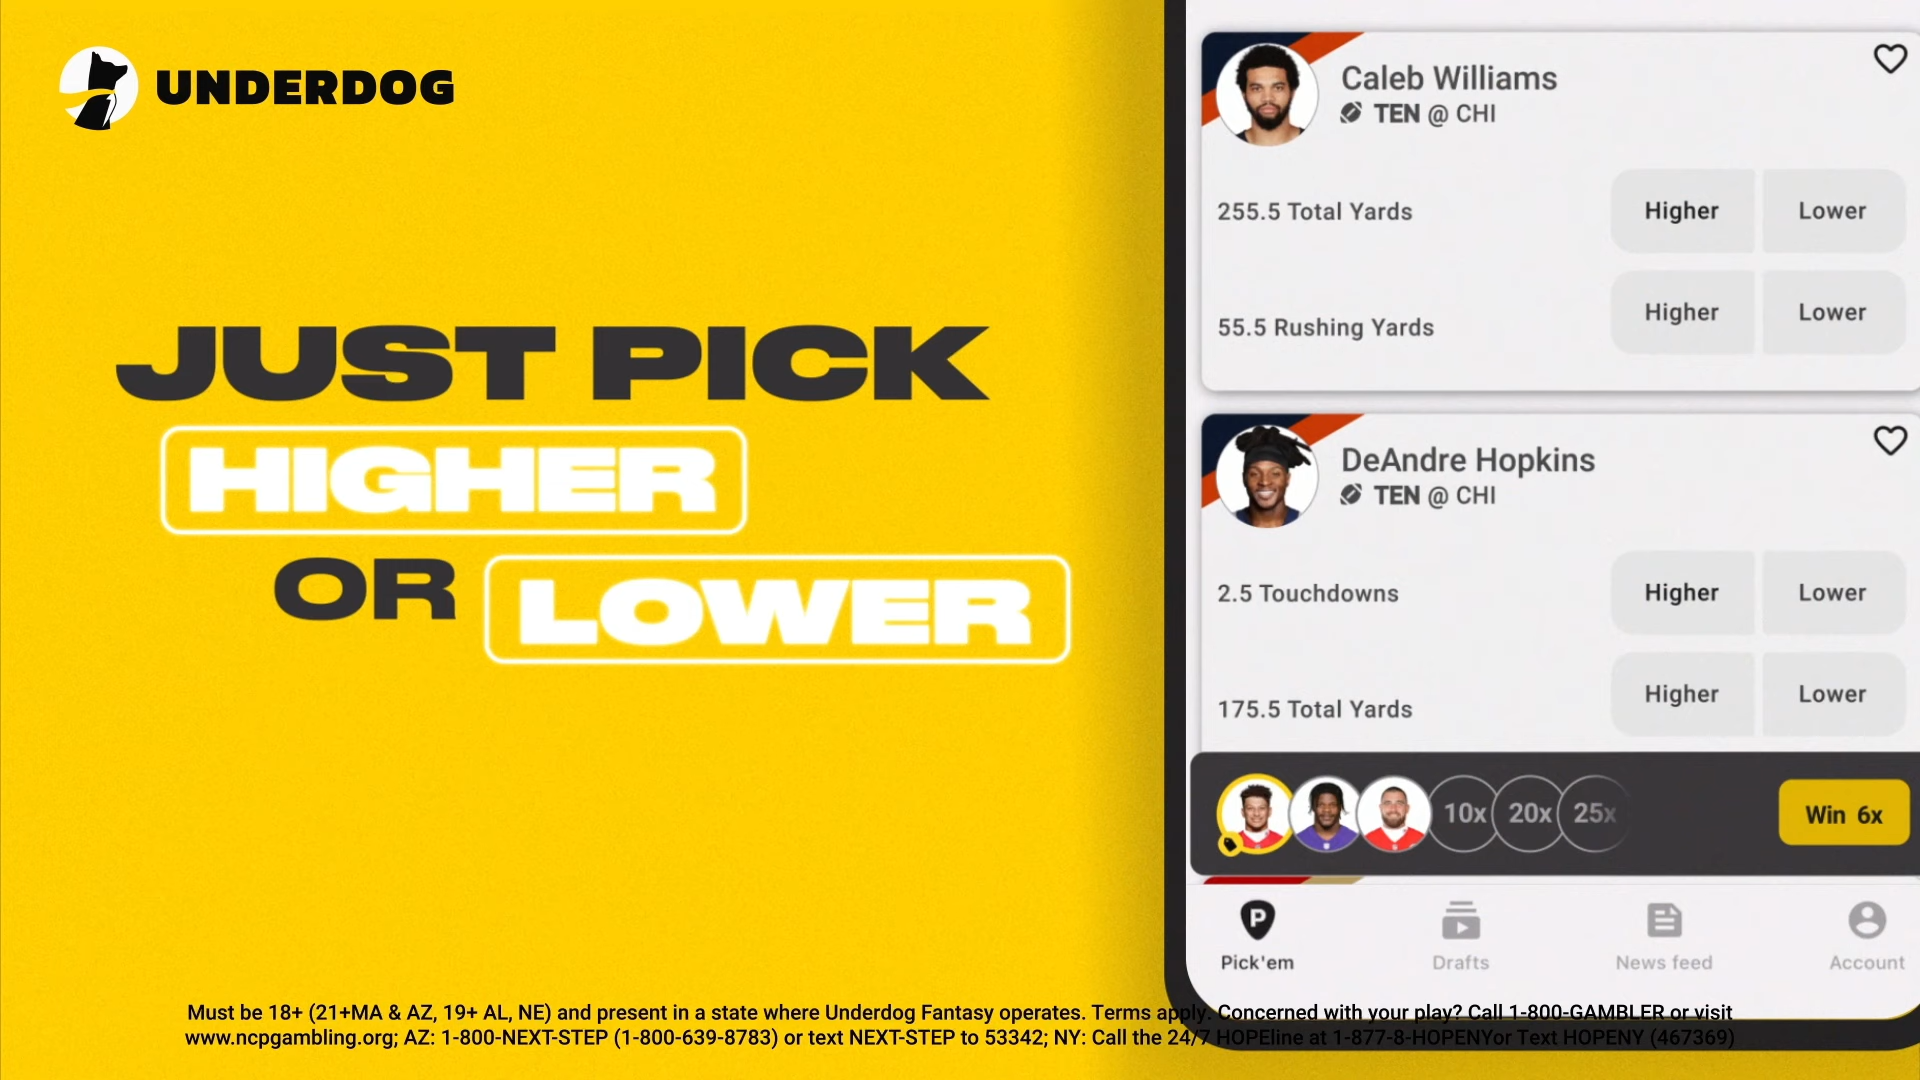 UNDERDOG
JUST PICK
HIGHER
OR LOWER
Caleb Williams
TEN @ CHI
255.5 Total Yards
Higher
Lower
55.5 Rushing Yards
Higher
Lower
DeAndre Hopkins
TEN @ CHI
2.5 Touchdowns
Higher
Lower
175.5 Total Yards
Higher
Lower
10x 20x 25x
Win 6x
P
Pick'em
Drafts
News feed
Account
Must be 18+ (21+MA & AZ, 19+ AL, NE) and present in a state where Underdog Fantasy operates. Terms apply. Concerned with your play? Call 1-800-GAMBLER or visit
www.ncpgambling.org; AZ: 1-800-NEXT-STEP (1-800-639-8783) or text NEXT-STEP to 53342; NY: Call the 24/7 HOPEline at 1-877-8-HOPENYor Text HOPENY (467369)